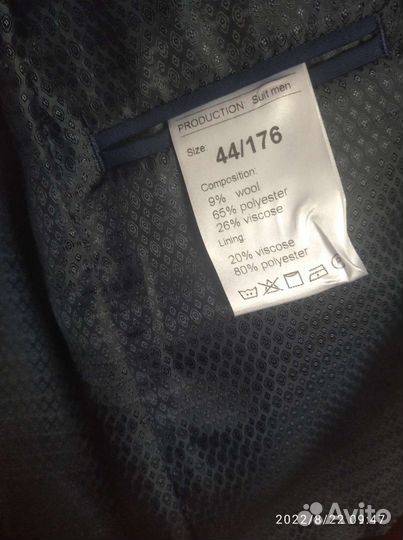 PRODUCTION Suit men
Size: 44/176
Composition:
9% wool
65% polyester
26% viscose
Lining
20% viscose
80% polyester
2022/8/22 09:47
Avito